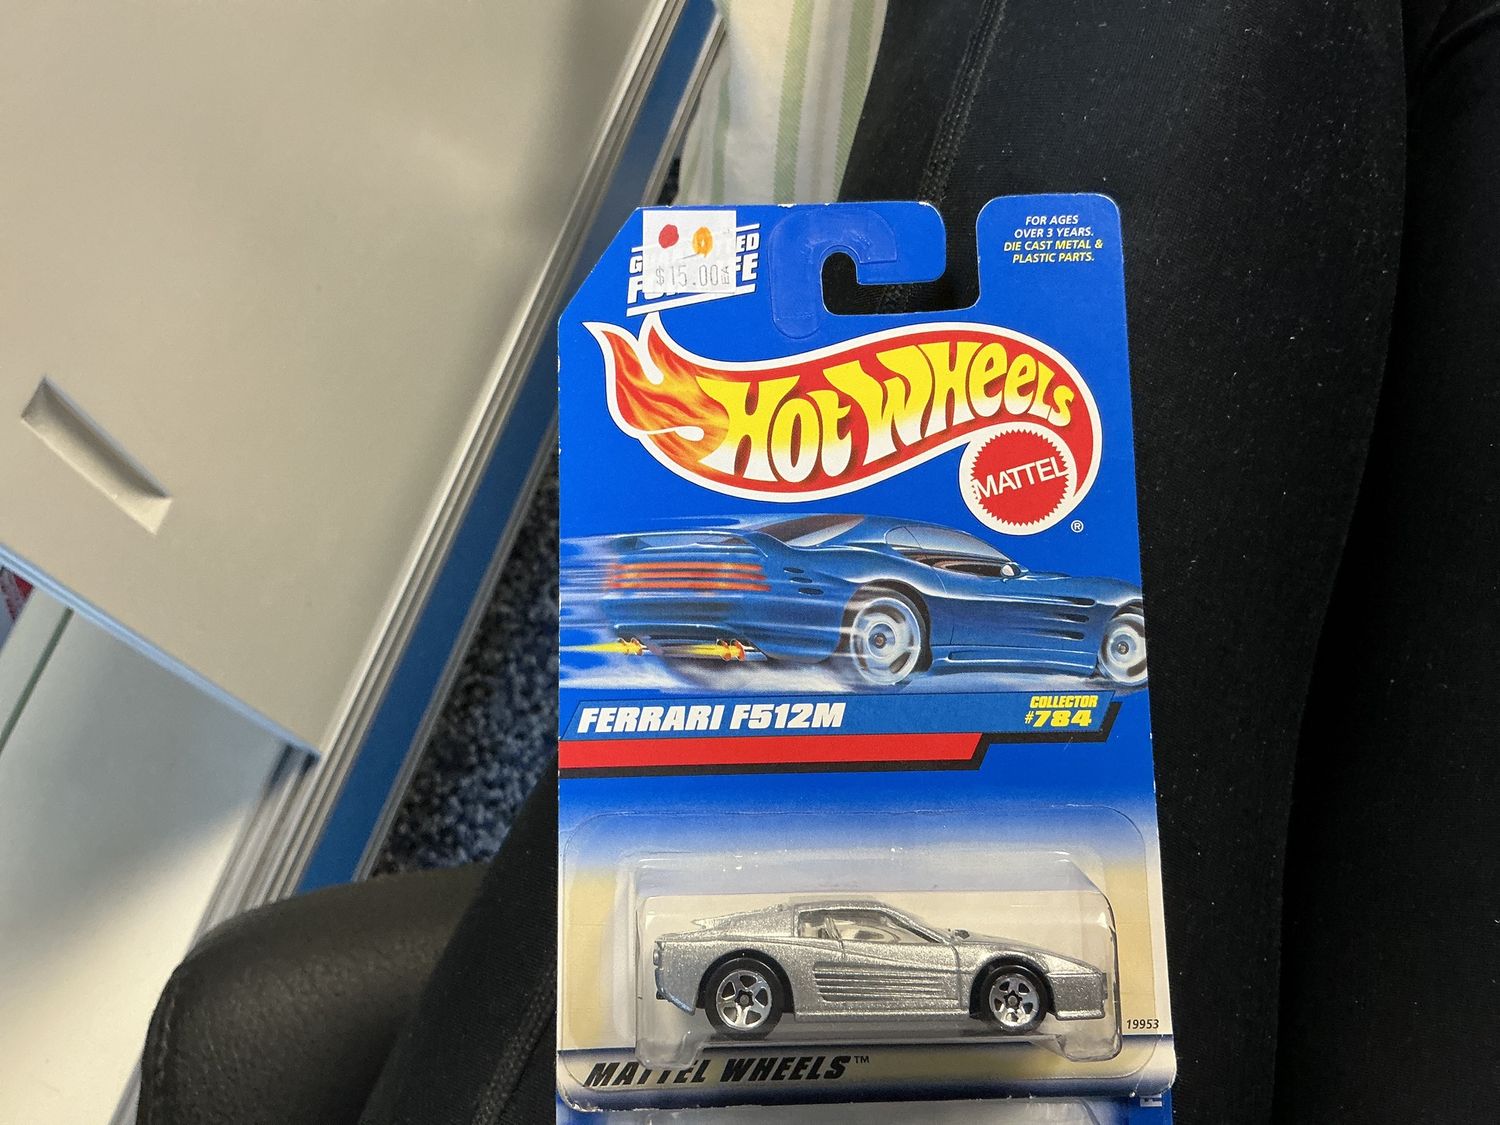 $15.00
FOR AGES
OVER 3 YEARS.
DIE CAST METAL &
PLASTIC PARTS.
HOT WHEELS
MATTEL
®
FERRARI F512M
COLLECTOR
#784
19953
MATTEL WHEELS™